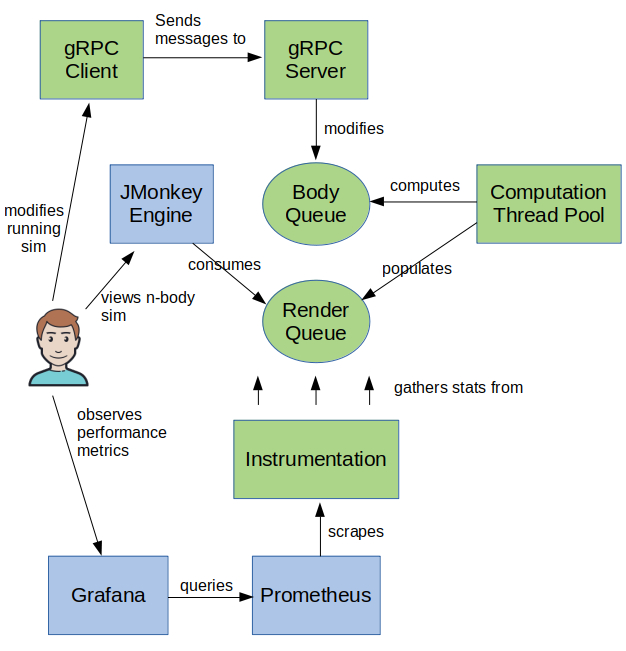 Sends
messages to
gRPC
Client
gRPC
Server
modifies
JMonkey
Engine
Body
Queue
computes
Computation
Thread Pool
modifies
running
sim
consumes
populates
views n-body
sim
Render
Queue
gathers stats from
observes
performance
metrics
Instrumentation
scrapes
Grafana
queries
Prometheus